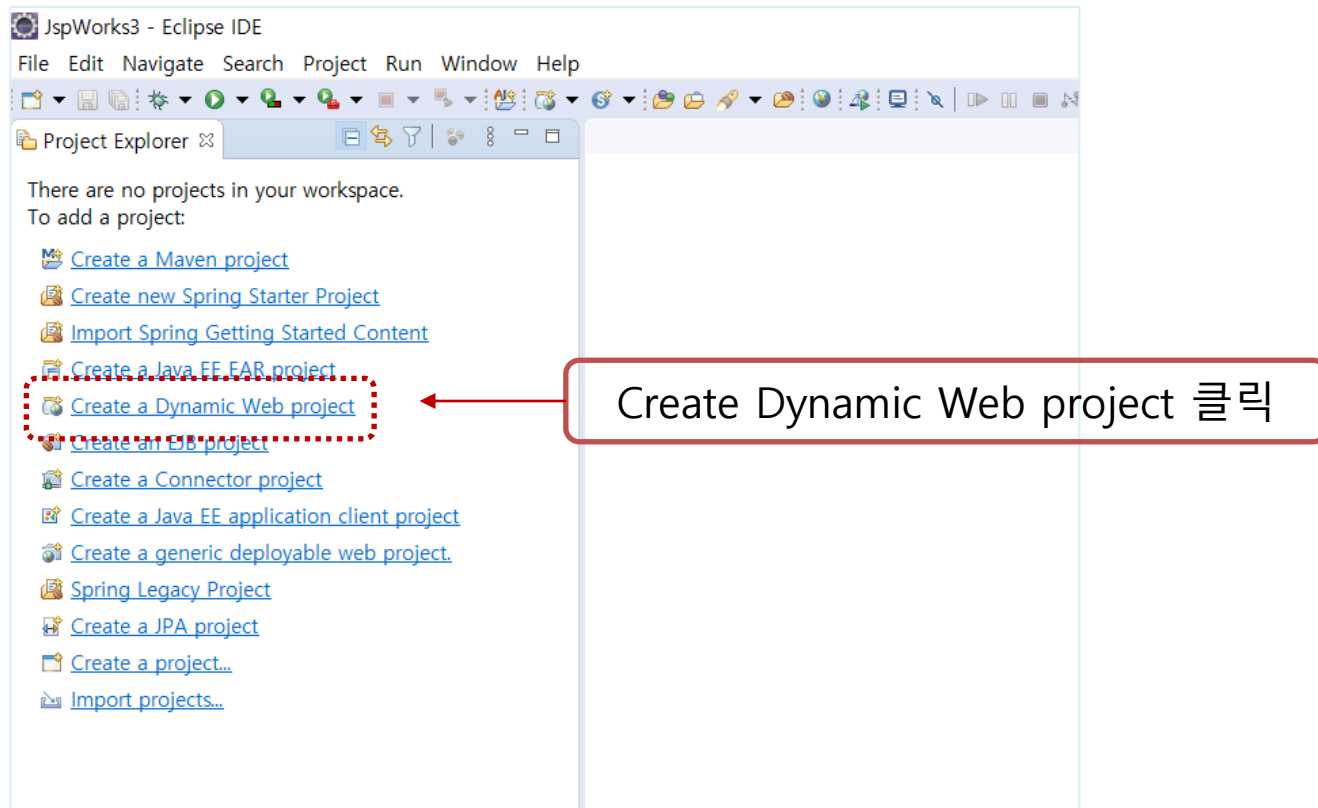 JspWorks3 - Eclipse IDE
File Edit Navigate Search Project Run Window Help
Project Explorer
There are no projects in your workspace.
To add a project:
Create a Maven project
Create new Spring Starter Project
Import Spring Getting Started Content
Create a Java EE EAR project
Create a Dynamic Web project
Create Dynamic Web project 클릭
Create an EJB project
Create a Connector project
Create a Java EE application client project
Create a generic deployable web project.
Spring Legacy Project
Create a JPA project
Create a project...
Import projects...